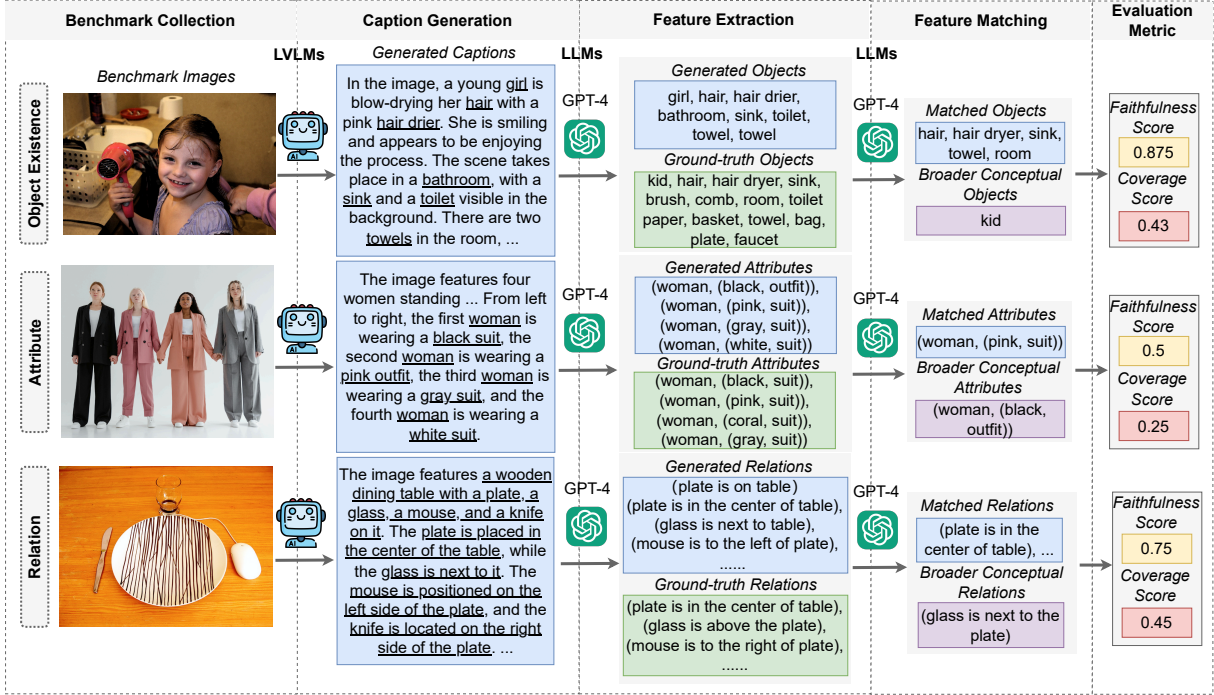 Benchmark Collection
Caption Generation
Feature Extraction
Feature Matching
Evaluation
Metric
LVLMs
LLMs
LLMs
Object Existence
Benchmark Images
AI
Generated Captions
In the image, a young girl is
blow-drying her hair with a
pink hair drier. She is smiling
and appears to be enjoying
the process. The scene takes
place in a bathroom, with a
sink and a toilet visible in the
background. There are two
towels in the room, ...
GPT-4
Generated Objects
girl, hair, hair drier,
bathroom, sink, toilet,
towel, towel
Ground-truth Objects
kid, hair, hair dryer, sink,
brush, comb, room, toilet
paper, basket, towel, bag,
plate, faucet
GPT-4
Matched Objects
hair, hair dryer, sink,
towel, room
Broader Conceptual
Objects
kid
Faithfulness
Score
0.875
Coverage
Score
0.43
Attribute
AI
The image features four
women standing ... From left
to right, the first woman is
wearing a black suit, the
second woman is wearing a
pink outfit, the third woman is
wearing a gray suit, and the
fourth woman is wearing a
white suit.
GPT-4
Generated Attributes
(woman, (black, outfit)),
(woman, (pink, suit)),
(woman, (gray, suit)),
(woman, (white, suit))
Ground-truth Attributes
(woman, (black, suit)),
(woman, (pink, suit)),
(woman, (coral, suit)),
(woman, (gray, suit))
GPT-4
Matched Attributes
(woman, (pink, suit))
Broader Conceptual
Attributes
(woman, (black,
outfit))
Faithfulness
Score
0.5
Coverage
Score
0.25
Relation
AI
The image features a wooden
dining table with a plate, a
glass, a mouse, and a knife
on it. The plate is placed in
the center of the table, while
the glass is next to it. The
mouse is positioned on the
left side of the plate, and the
knife is located on the right
side of the plate. ...
GPT-4
Generated Relations
(plate is on table)
(plate is in the center of table),
(glass is next to table),
(mouse is to the left of plate),
......
Ground-truth Relations
(plate is in the center of table),
(glass is above the plate),
(mouse is to the right of plate),
......
GPT-4
Matched Relations
(plate is in the
center of table), ...
Broader Conceptual
Relations
(glass is next to the
plate)
Faithfulness
Score
0.75
Coverage
Score
0.45